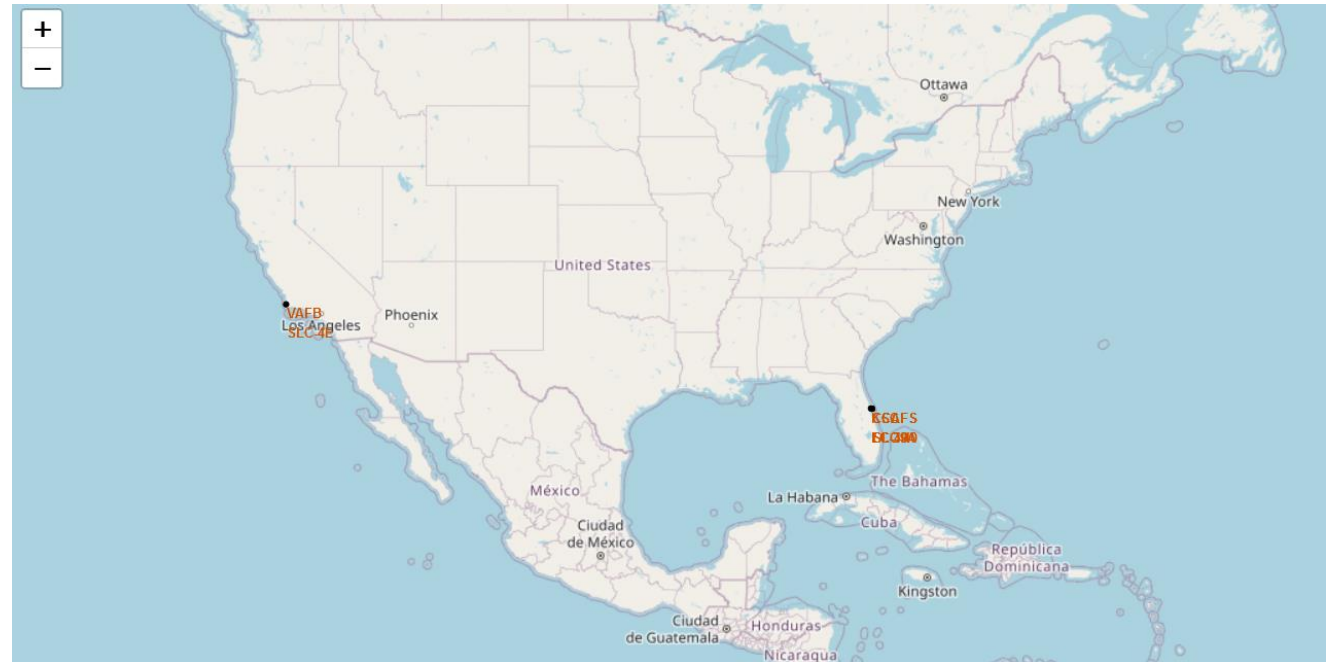 +
−
Ottawa
New York
Washington
United States
VAFB
Los Angeles
SLC-4E
Phoenix
The Bahamas
La Habana
Cuba
México
Ciudad
de México
República
Dominicana
Kingston
Ciudad
de Guatemala
Honduras
Nicaragua